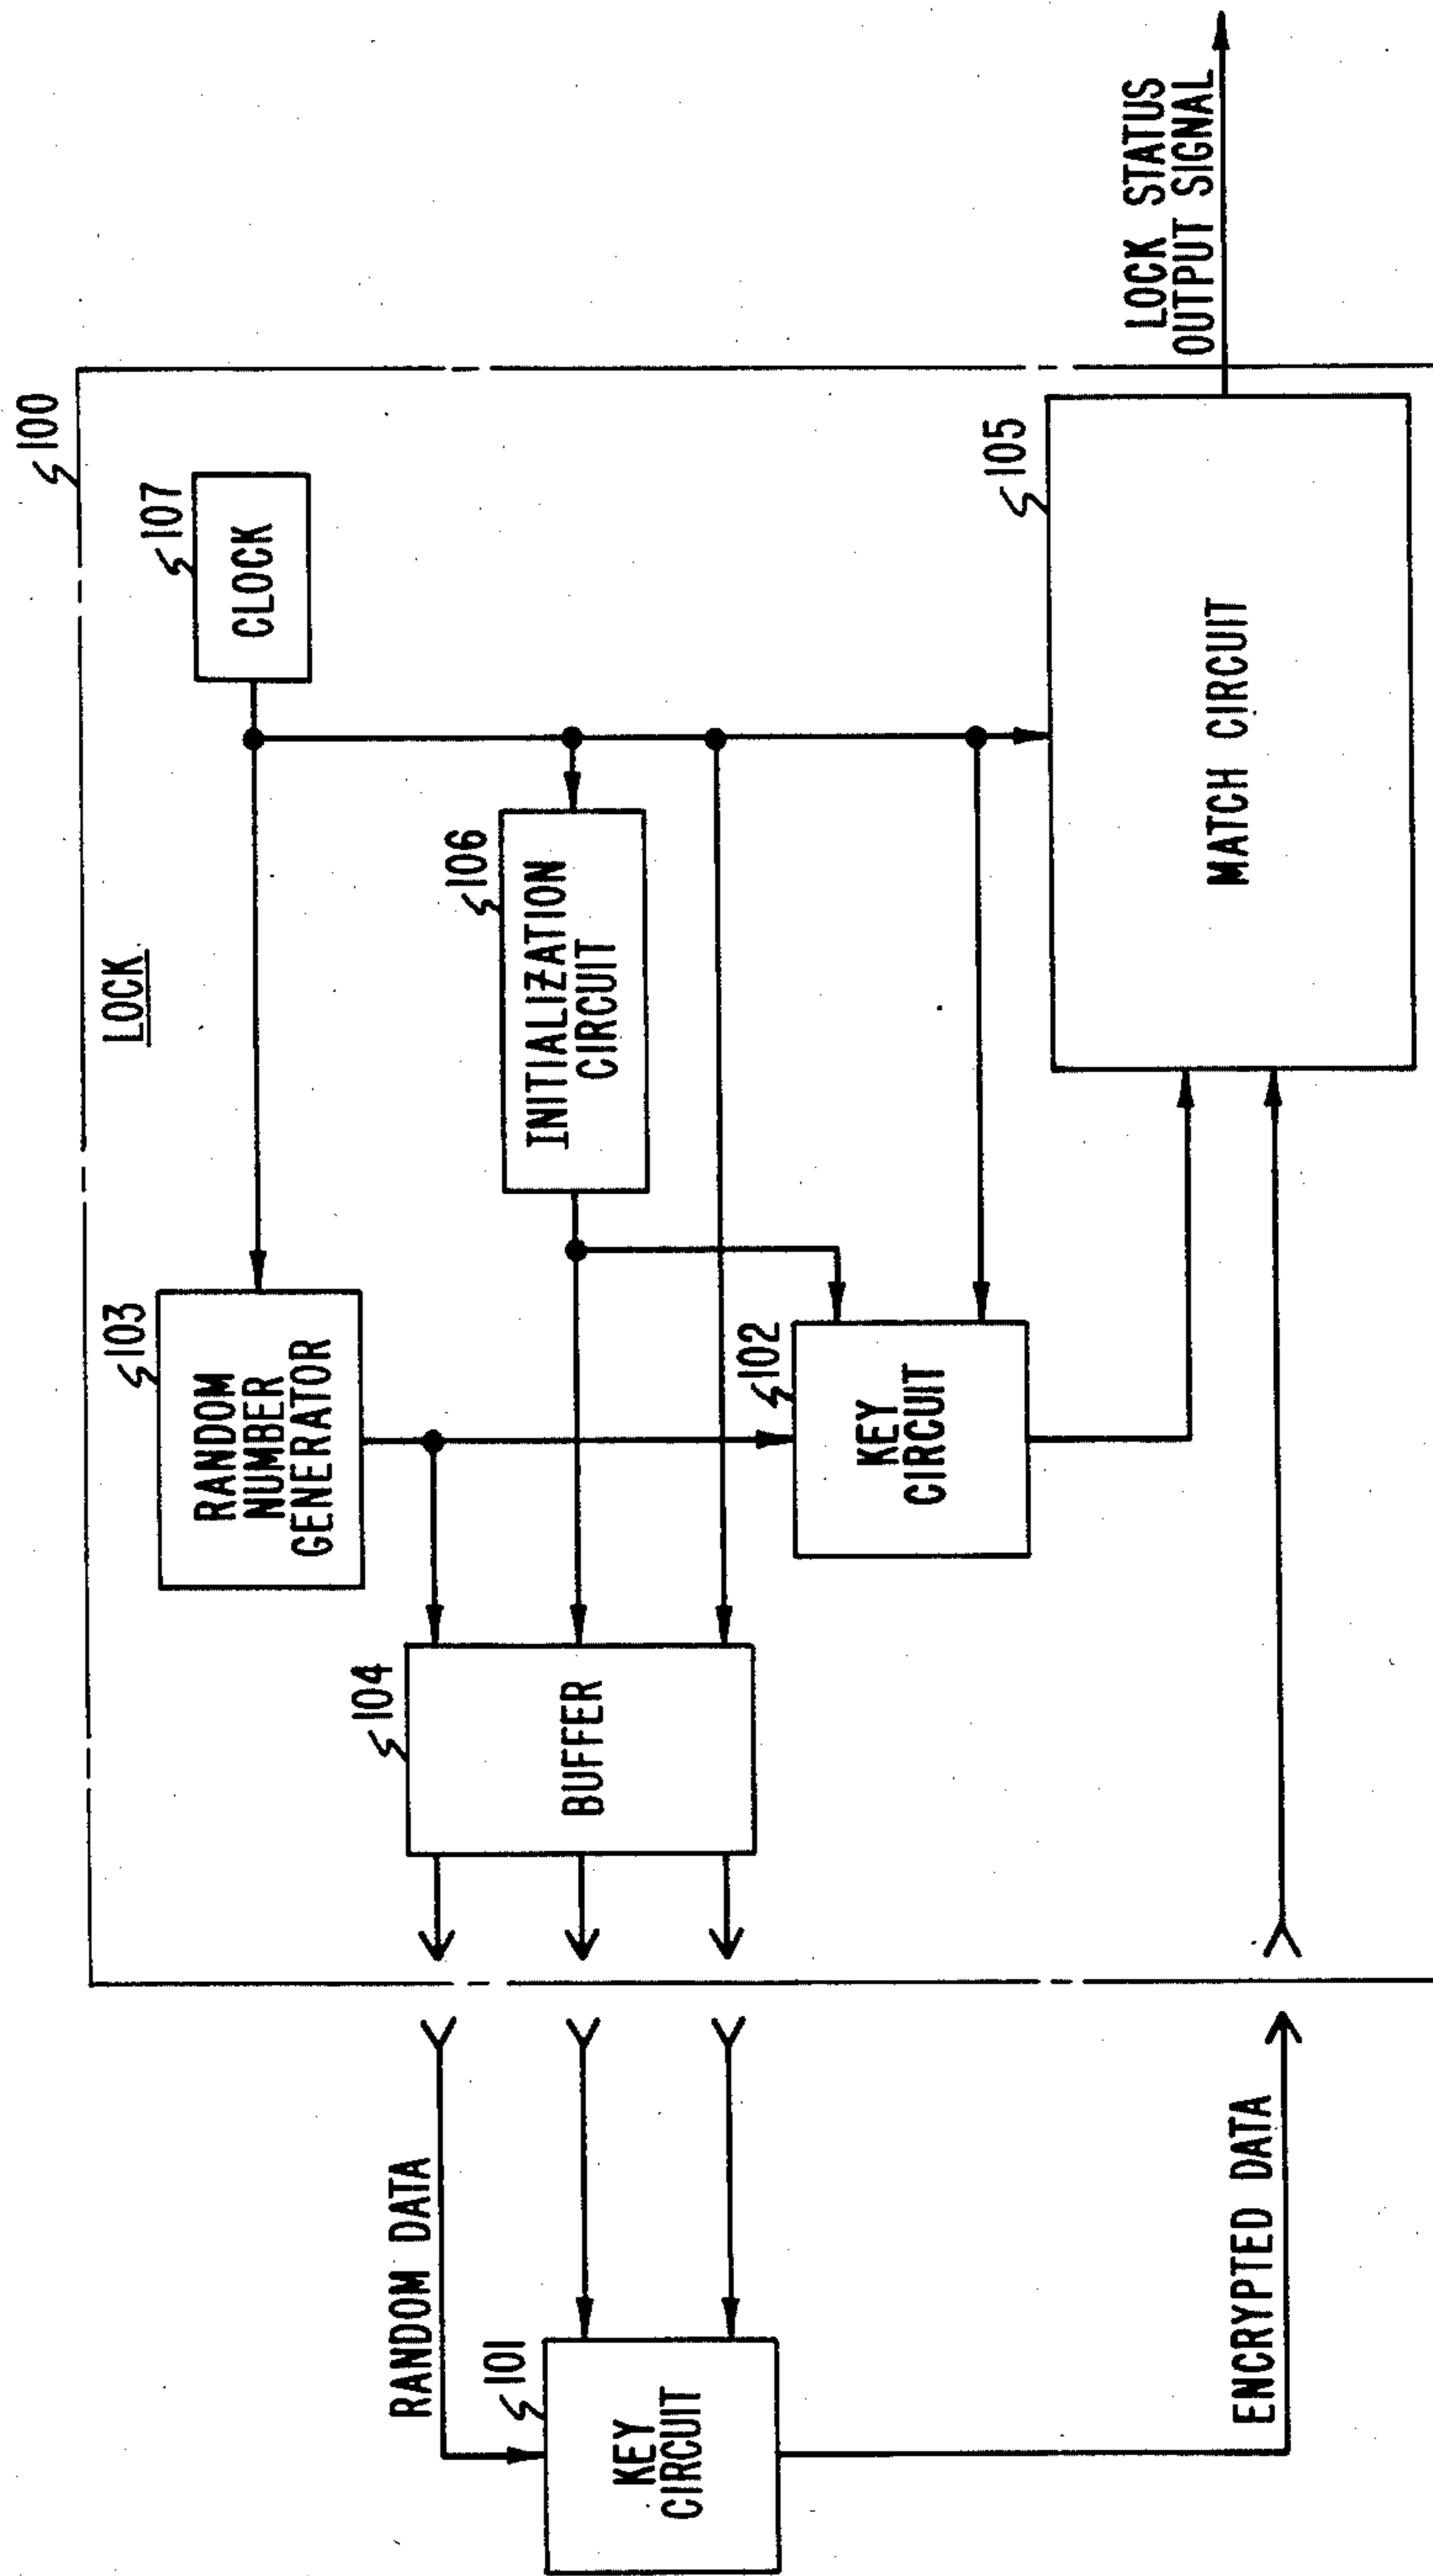 100
LOCK
107
CLOCK
103
RANDOM
NUMBER
GENERATOR
106
INITIALIZATION
CIRCUIT
104
BUFFER
RANDOM DATA
102
KEY
CIRCUIT
101
KEY
CIRCUIT
105
MATCH CIRCUIT
LOCK STATUS
OUTPUT SIGNAL
ENCRYPTED DATA